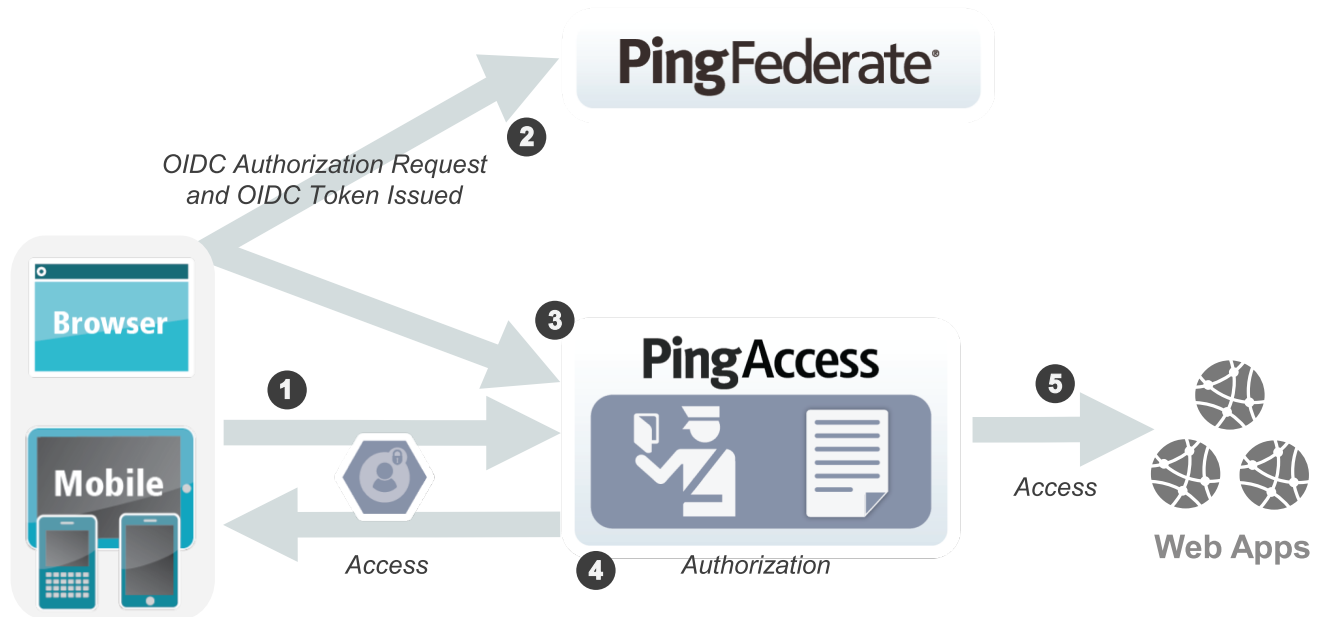 PingFederate®
2
OIDC Authorization Request
and OIDC Token Issued
Browser
3
PingAccess
1
5
Mobile
Access
Web Apps
Access
4
Authorization